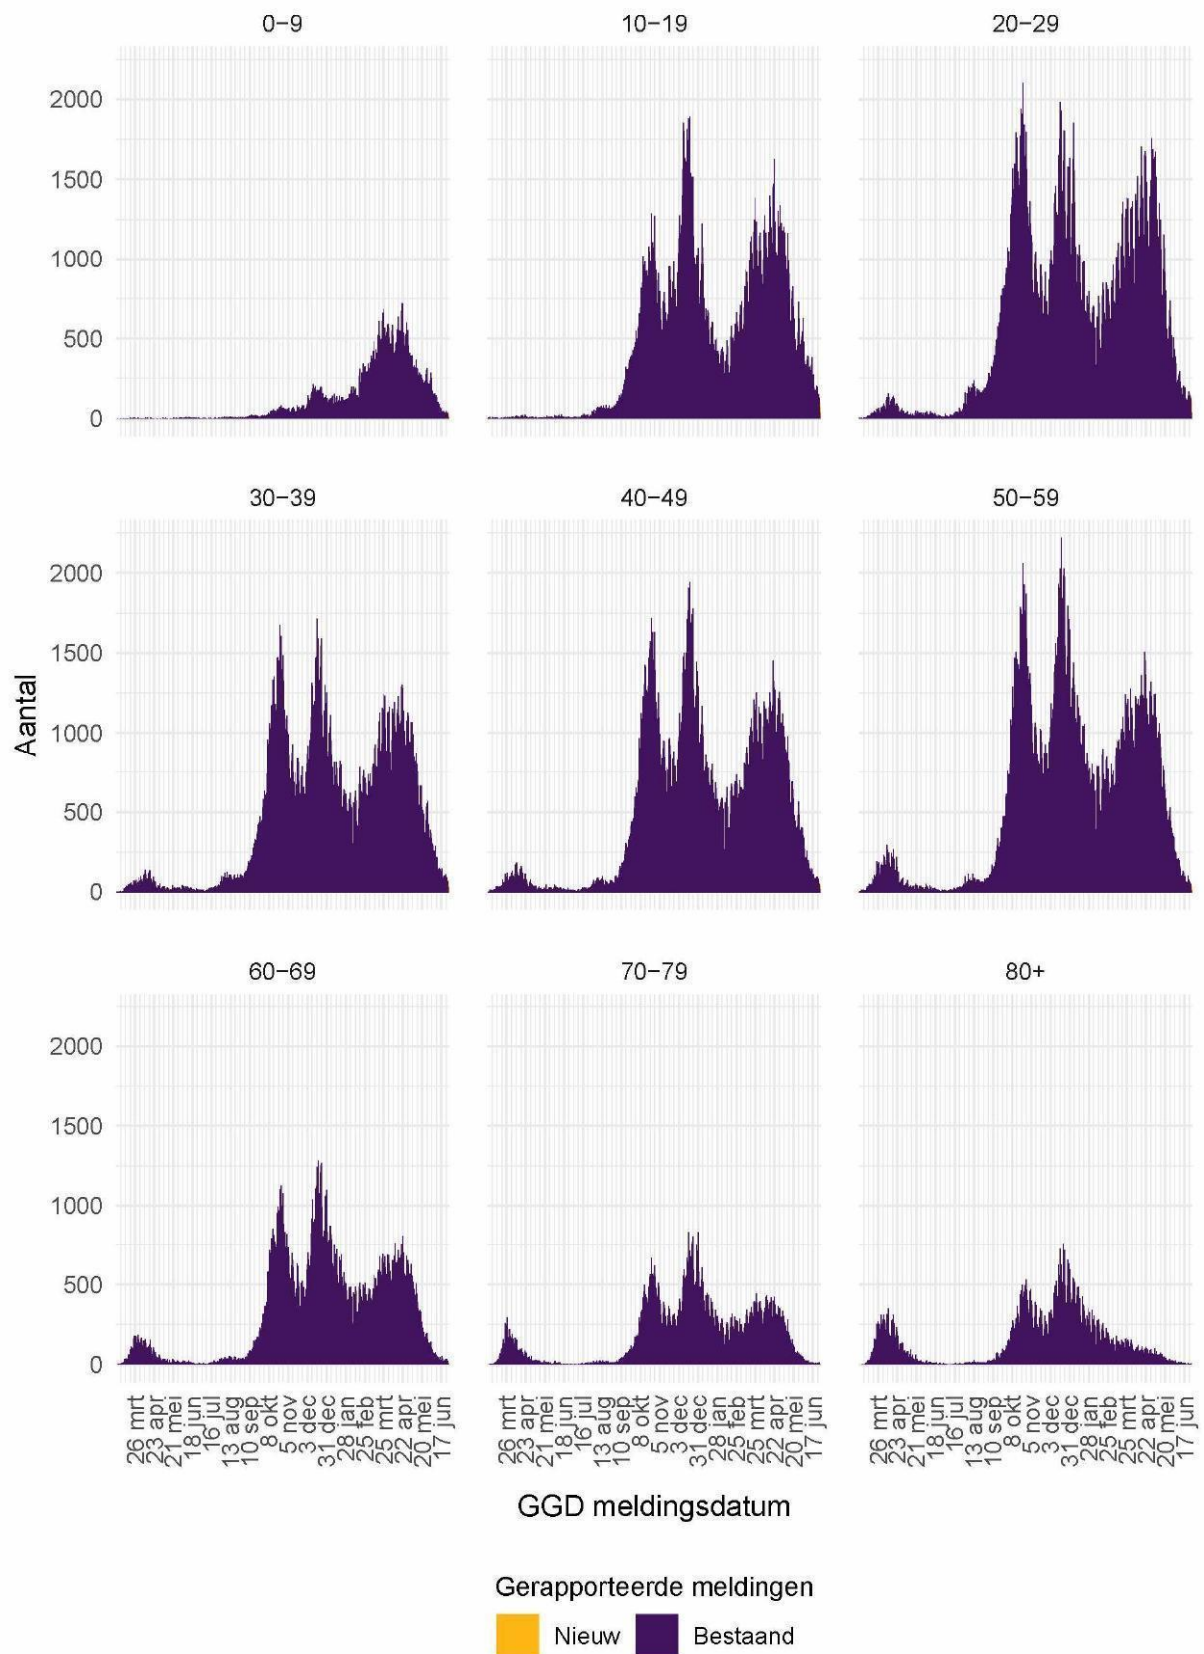 0−9 10−19 20−29
2000
1500
1000
500
0
30−39 40−49 50−59
2000
1500
1000
500
0
Aantal
60−69 70−79 80+
2000
1500
1000
500
0
26 mrt 23 apr. 21 mei 18 jun 16 jul 13 aug 10 sep 8 okt 5 nov 3 dec 31 dec 28 jan 25 feb 25 mrt 22 apr. 20 mei 17 jun
26 mrt 23 apr. 21 mei 18 jun 16 jul 13 aug 10 sep 8 okt 5 nov 3 dec 31 dec 28 jan 25 feb 25 mrt 22 apr. 20 mei 17 jun
26 mrt 23 apr. 21 mei 18 jun 16 jul 13 aug 10 sep 8 okt 5 nov 3 dec 31 dec 28 jan 25 feb 25 mrt 22 apr. 20 mei 17 jun
GGD meldingsdatum
Gerapporteerde meldingen
Nieuw Bestaand